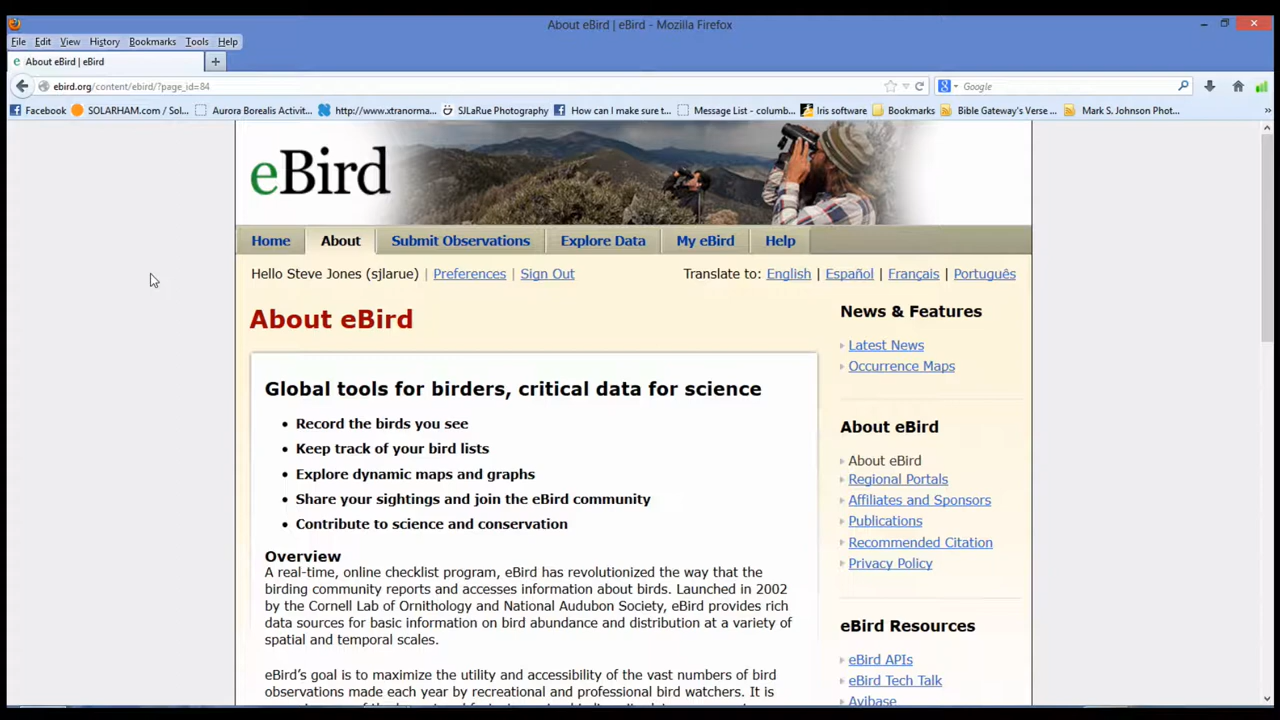 About eBird | eBird - Mozilla Firefox
File Edit View History Bookmarks Tools Help
e About eBird | eBird +
ebird.org/content/ebird/?page_id=84 Google
Facebook SOLARHAM.com / Sol... Aurora Borealis Activit... http://www.xtranorma... SJLaRue Photography How can I make sure t... Message List - columb... Iris software Bookmarks Bible Gateway's Verse ... Mark S. Johnson Phot... »
eBird
Home About Submit Observations Explore Data My eBird Help
Hello Steve Jones (sjlarue) | Preferences | Sign Out Translate to: English | Español | Français | Português
About eBird
Global tools for birders, critical data for science
• Record the birds you see
• Keep track of your bird lists
• Explore dynamic maps and graphs
• Share your sightings and join the eBird community
• Contribute to science and conservation
Overview
A real-time, online checklist program, eBird has revolutionized the way that the
birding community reports and accesses information about birds. Launched in 2002
by the Cornell Lab of Ornithology and National Audubon Society, eBird provides rich
data sources for basic information on bird abundance and distribution at a variety of
spatial and temporal scales.
eBird's goal is to maximize the utility and accessibility of the vast numbers of bird
observations made each year by recreational and professional bird watchers. It is
News & Features
Latest News
Occurrence Maps
About eBird
About eBird
Regional Portals
Affiliates and Sponsors
Publications
Recommended Citation
Privacy Policy
eBird Resources
eBird APIs
eBird Tech Talk
Avibase